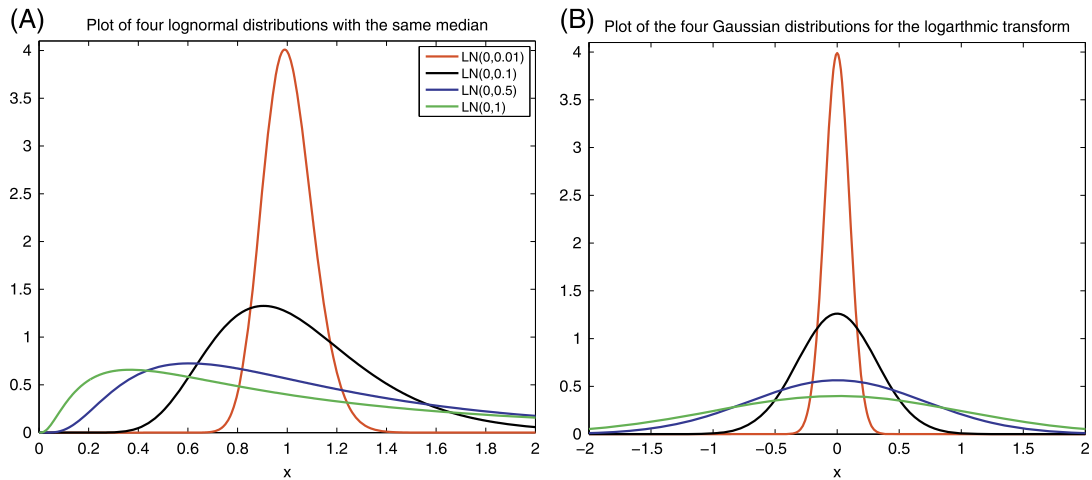 (A)
Plot of four lognormal distributions with the same median
4
3.5
3
2.5
2
1.5
1
0.5
0
0 0.2 0.4 0.6 0.8 1 1.2 1.4 1.6 1.8 2
x
LN(0,0.01)
LN(0,0.1)
LN(0,0.5)
LN(0,1)
(B)
Plot of the four Gaussian distributions for the logarthmic transform
4
3.5
3
2.5
2
1.5
1
0.5
0
−2 −1.5 −1 −0.5 0 0.5 1 1.5 2
x